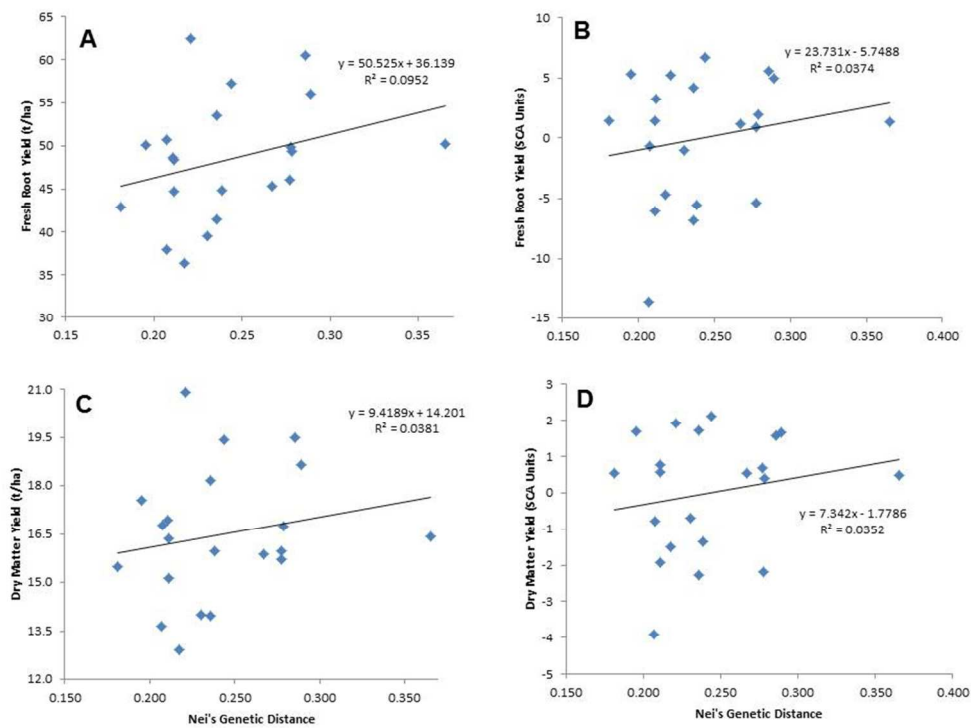 A
Fresh Root Yield (t/ha)
65
60
55
50
45
40
35
30
0.15
0.20
0.25
0.30
0.35
y = 50.525x + 36.139
R² = 0.0952
B
Fresh Root Yield (SCA Units)
10
5
0
-5
-10
-15
0.150
0.200
0.250
0.300
0.350
0.400
y = 23.731x - 5.7488
R² = 0.0374
C
Dry Matter Yield (t/ha)
21.0
19.5
18.0
16.5
15.0
13.5
12.0
0.150
0.200
0.250
0.300
0.350
y = 9.4189x + 14.201
R² = 0.0381
Nei's Genetic Distance
D
Dry Matter Yield (SCA Units)
3
2
1
0
-1
-2
-3
-4
-5
0.150
0.200
0.250
0.300
0.350
0.400
y = 7.342x - 1.7786
R² = 0.0352
Nei's Genetic Distance